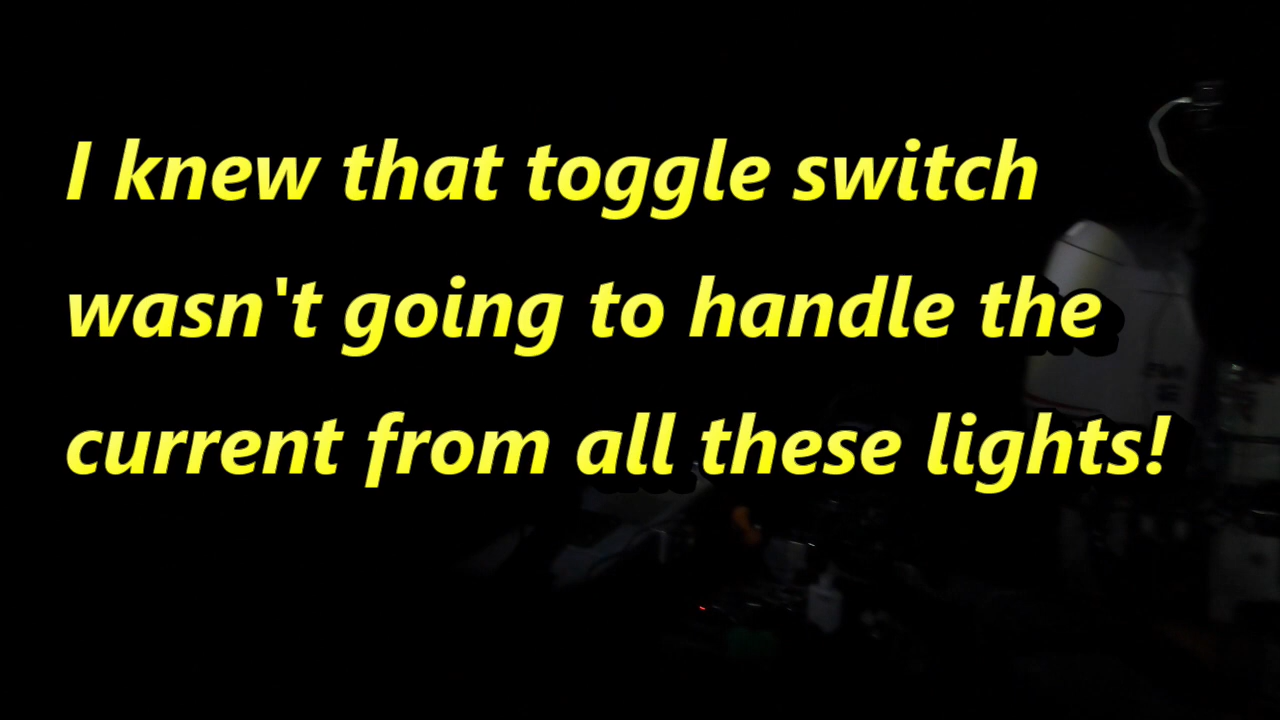 I knew that toggle switch
wasn't going to handle the
current from all these lights!